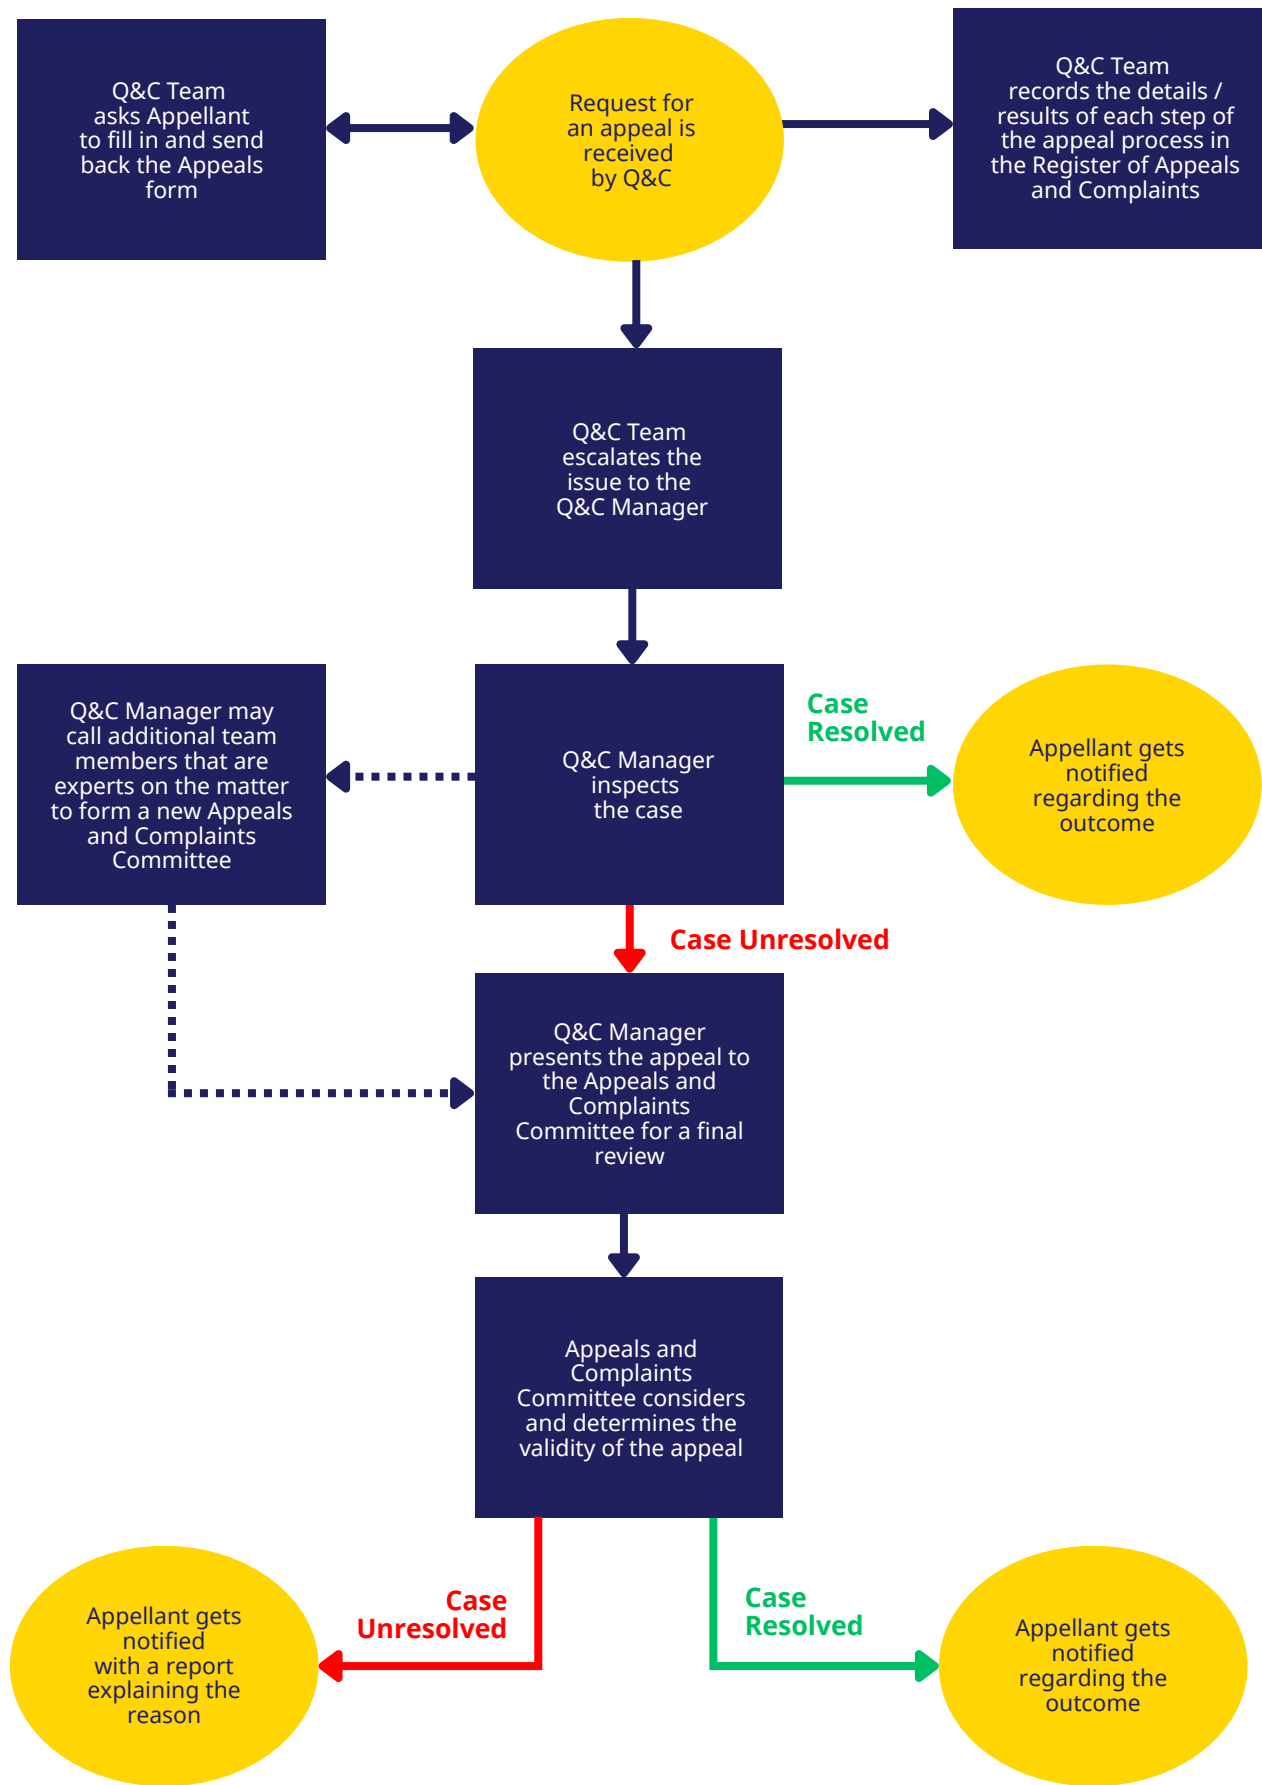 Q&C Team
asks Appellant
to fill in and send
back the Appeals
form
Request for
an appeal is
received
by Q&C
Q&C Team
records the details /
results of each step of
the appeal process in
the Register of Appeals
and Complaints
Q&C Team
escalates the
issue to the
Q&C Manager
Q&C Manager may
call additional team
members that are
experts on the matter
to form a new Appeals
and Complaints
Committee
Q&C Manager
inspects
the case
Case
Resolved
Appellant gets
notified
regarding the
outcome
Case Unresolved
Q&C Manager
presents the appeal to
the Appeals and
Complaints
Committee for a final
review
Appeals and
Complaints
Committee considers
and determines the
validity of the appeal
Case
Unresolved
Case
Resolved
Appellant gets
notified
with a report
explaining the
reason
Appellant gets
notified
regarding the
outcome